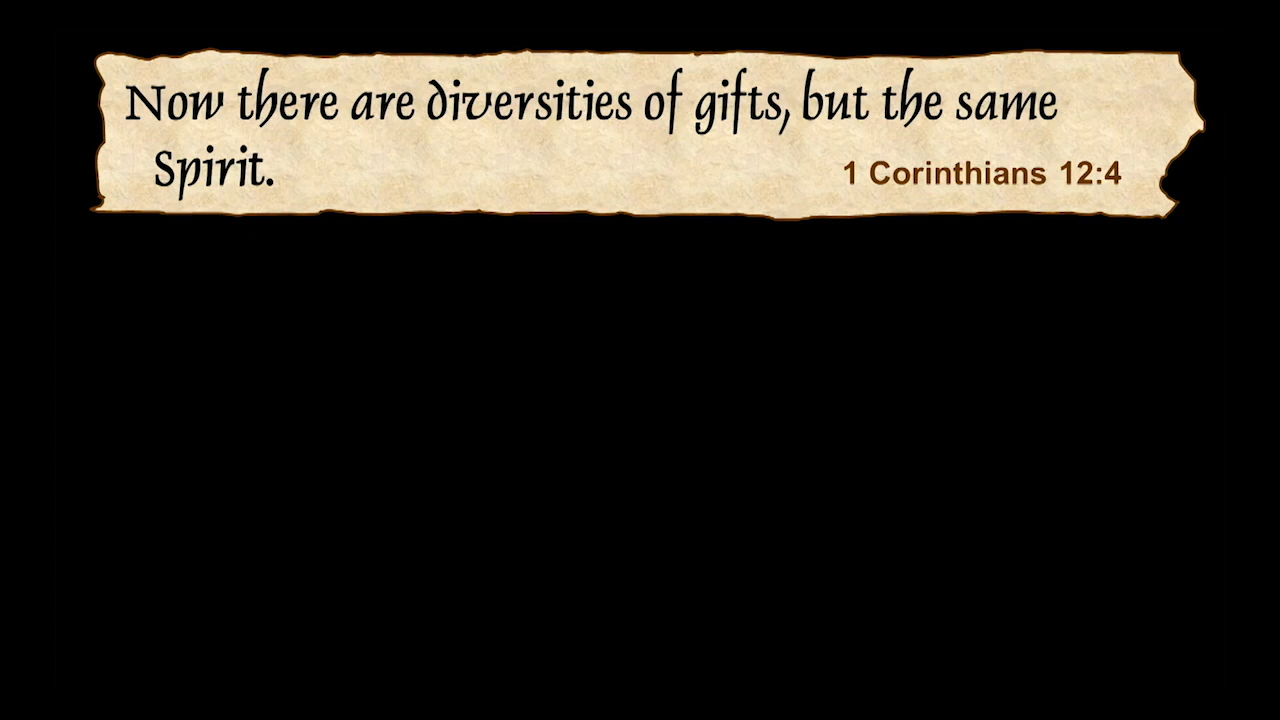 Now there are diversities of gifts, but the same
Spirit.
1 Corinthians 12:4